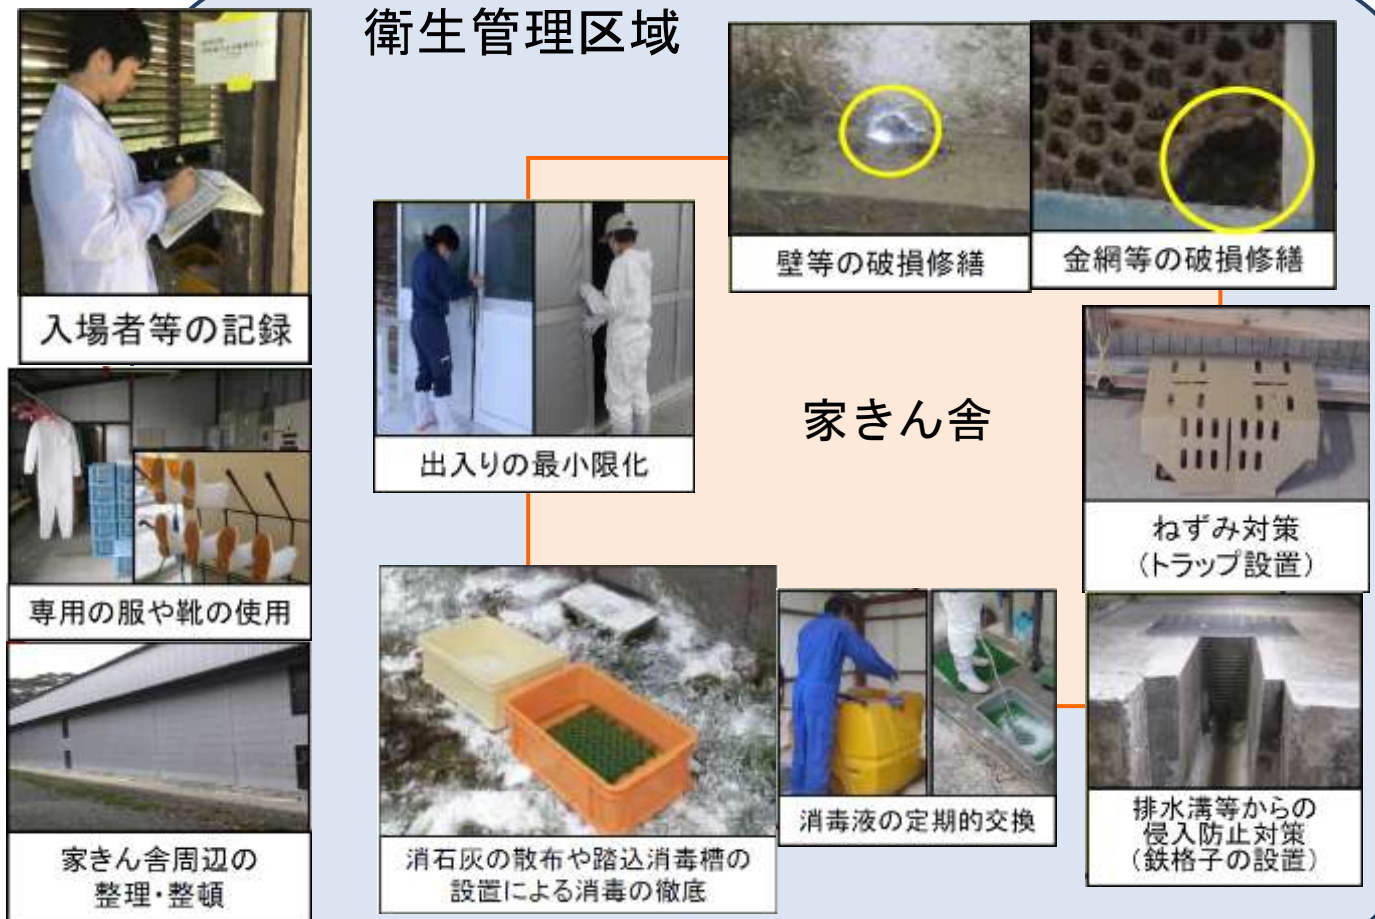 衛生管理区域
入場者等の記録
壁等の破損修繕
金網等の破損修繕
出入りの最小限化
家きん舎
ねずみ対策
（トラップ設置）
専用の服や靴の使用
家きん舎周辺の
整理・整頓
消石灰の散布や踏込消毒槽の
設置による消毒の徹底
消毒液の定期的交換
排水溝等からの
侵入防止対策
（鉄格子の設置）